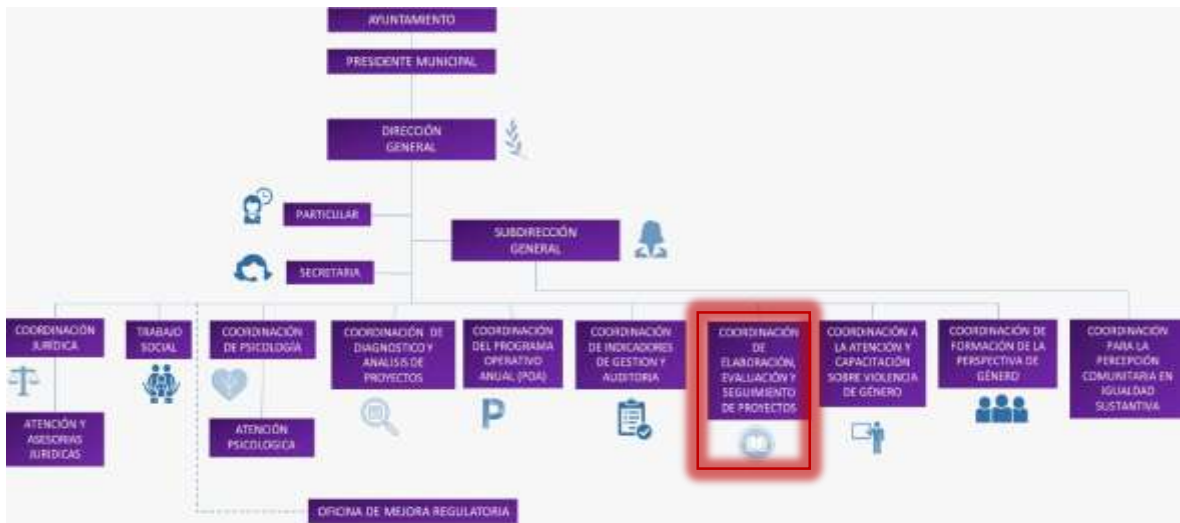 AYUNTAMIENTO
PRESIDENTE MUNICIPAL
DIRECCIÓN
GENERAL
PARTICULAR
SUBDIRECCIÓN
GENERAL
SECRETARIA
COORDINACIÓN
JURÍDICA
TRABAJO
SOCIAL
COORDINACIÓN
DE PSICOLOGÍA
COORDINACIÓN DE
DIAGNOSTICO Y
ANALISIS DE
PROYECTOS
COORDINACIÓN
DEL PROGRAMA
OPERATIVO
ANUAL (POA)
COORDINACIÓN
DE INDICADORES
DE GESTION Y
AUDITORIA
COORDINACIÓN
DE
ELABORACIÓN,
EVALUACIÓN Y
SEGUIMIENTO
DE PROYECTOS
COORDINACIÓN A
LA ATENCIÓN Y
CAPACITACIÓN
SOBRE VIOLENCIA
DE GÉNERO
COORDINACIÓN DE
FORMACIÓN DE LA
PERSPECTIVA DE
GÉNERO
COORDINACIÓN
PARA LA
PERCEPCIÓN
COMUNITARIA EN
IGUALDAD
SUSTANTIVA
P
ATENCIÓN Y
ASESORIAS
JURIDICAS
ATENCIÓN
PSICOLOGICA
OFICINA DE MEJORA REGULATORIA